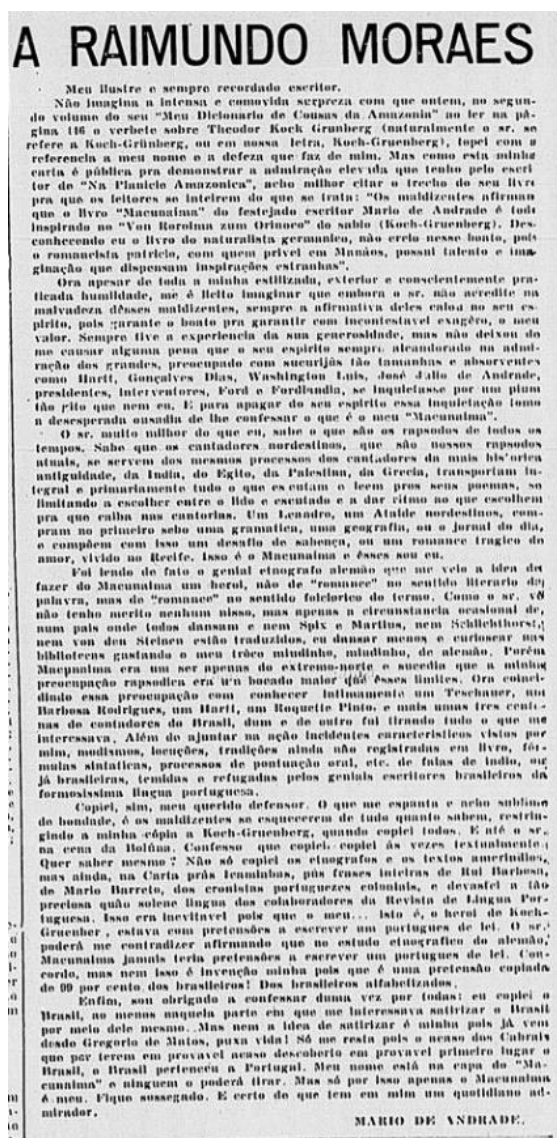 A RAIMUNDO MORAES
Meu ilustre e sempre recordado escritor.
Não imagina a intensa e comovida serpreza com que ontem, no segun-
do volume do seu "Meu Dicionario de Cousas da Amazonia" ao ler na pá-
gina 146 o verbete sobre Theodor Kock Grunberg (naturalmente o sr. se
refere a Koch-Grünberg, ou em nossa letra, Koch-Gruenberg), topei com a
referencia a meu nome e a defeza que faz de mim. Mas como esta minha
carta é pública pra demonstrar a admiração elevida que tenho pelo escri
tor de "Na Planicie Amazonica", acho milhor citar o trecho do seu livro
pra que os leitores se inteirem do que se trata: "Os maldizentes afirmam
que o livro "Macunaima" do festejado escritor Mario de Andrade é todo
inspirado no "Von Roroima zum Orinoco" do sabio (Koch-Gruenberg). Des-
conhecendo eu o livro do naturalista germanico, não creio nesse boato, pois
o romancista patricio, com quem privei em Manáos, possui talento e ima
ginação que dispensam inspirações estranhas".
Ora apesar de toda a minha estilizada, exterior e conscientemente pra-
ticada humildade, me é licito imaginar que embora o sr. não acredite na
malvadeza dêsses maldizentes, sempre a afirmativa deles calou no seu es-
pirito, pois garante o boato pra garantir com incontestavel exagêro, o meu
valor. Sempre tive a experiencia da sua generosidade, mas não deixou de
me causar alguma pena que o seu espirito sempre alcandorado na admi-
ração dos grandes, preocupado com sucurijús tão tamanhas e absorventes
como Hartt, Gonçalves Dias, Washington Luis, José Julio de Andrade,
presidentes, interventores, Ford e Fordlandia, se inquietasse por um pium
tão gito que nem eu. E para apagar do seu espirito essa inquietação tomo
a desesperada ousadia de lhe confessar o que é o meu "Macunaima".
O sr. muito milhor do que eu, sabe o que são os rapsodos de todos os
tempos. Sabe que os cantadores nordestinos, que são nossos rapsodos
atuais, se servem dos mesmos processos dos cantadores da mais his'orica
antiguidade, da India, do Egito, da Palestina, da Grecia, transportam in-
tegral e primariamente tudo o que escutam e leem pros seus poemas, se
limitando a escolher entre o lido e escutado e a dar ritmo ao que escolhem
pra que caiba nas cantorias. Um Leandro, um Ataide nordestinos, com-
pram no primeiro sebo uma gramatica, uma geografia, ou o jornal do dia,
e compõem com isso um desafio de sabença, ou um romance tragico de
amor, vivido no Recife. Isso é o Macunaima e êsses sou eu.
Foi lendo de fato o genial etnografo alemão que me veio a idea de
fazer do Macunaima um heroi, não de "romance" no sentido literario da
palavra, mas de "romance" no sentido folclorico do termo. Como o sr. vê
não tenho merito nenhum nisso, mas apenas a circunstancia ocasional de,
num país onde todos dansam e nem Spix e Martius, nem Schlichthorst,
nem von den Steinen estão traduzidos, eu dansar menos e curiosear nas
bibliotecas gastando o meu trôco miudinho, miudinho, de alemão. Porém
Macunaima era um ser apenas do extremo-norte e sucedia que a minha
preocupação rapsodica era u'n bocado maior que êsses limites. Ora coinci-
dindo essa preocupação com conhecer intimamente um Teschauer, um
Barbosa Rodrigues, um Hartt, um Roquette Pinto, e mais umas tres cente-
nas de contadores do Brasil, dum e de outro fui tirando tudo o que me
interessava. Além de ajuntar na ação incidentes caracteristicos vistos por
mim, modismos, locuções, tradições ainda não registradas em livro, fór-
mulas sintaticas, processos de pontuação oral, etc. de falas de indio, ou
já brasileiras, temidas e refugadas pelos geniais escritores brasileiros da
formosissima lingua portuguesa.
Copiei, sim, meu querido defensor. O que me espanta e acho sublime
de bondade, é os maldizentes se esquecerem de tudo quanto sabem, restrin-
gindo a minha cópia a Koch-Gruenberg, quando copiei todos. E até o sr.
na cena da Boiúna. Confesso que copiei, copiei às vezes textualmente.
Quer saber mesmo? Não só copiei os etnografos e os textos amerindios,
mas ainda, na Carta prás Icamiabas, pús frases inteiras de Rui Barbosa,
de Mario Barreto, dos cronistas portuguezes coloniais, e devastei a tão
preciosa quão solene lingua dos colaboradores da Revista de Lingua Por-
tuguesa. Isso era inevitavel pois que o meu... isto é, o heroi de Koch-
Gruenber , estava com pretensões a escrever um portugues de lei. O sr.
poderá me contradizer afirmando que no estudo etnografico do alemão,
Macunaima jamais teria pretensões a escrever um portugues de lei. Con-
cordo, mas nem isso é invenção minha pois que é uma pretensão copiada
de 99 por cento dos brasileiros! Dos brasileiros alfabetizados.
Enfim, sou obrigado a confessar duma vez por todas: eu copiei o
Brasil, ao menos naquela parte em que me interessava satirizar o Brasil
por meio dele mesmo. Mas nem a idea de satirizar é minha pois já vem
desde Gregorio de Matos, puxa vida! Só me resta pois o acaso dos Cabrais
que por terem em provavel acaso descoberto em provavel primeiro lugar o
Brasil, o Brasil pertenceu a Portugal. Meu nome está na capa do "Ma-
cunaima" e ninguem o poderá tirar. Mas só por isso apenas o Macunaima
é meu. Fique sossegado. E certo de que tem em mim um quotidiano ad-
mirador.
MARIO DE ANDRADE.